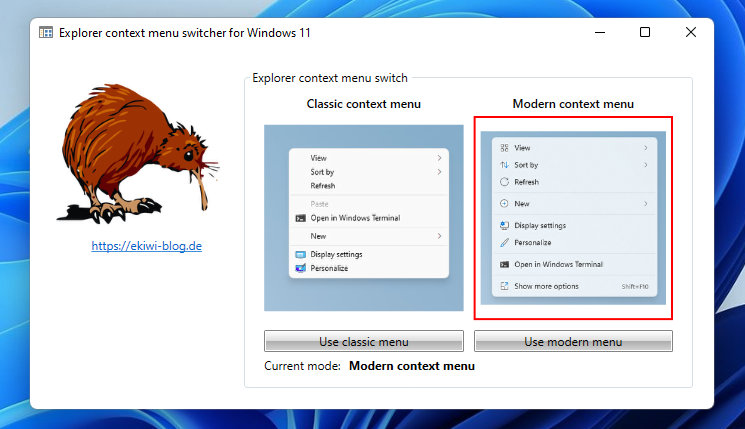 Explorer context menu switcher for Windows 11
https://ekiwi-blog.de
Explorer context menu switch
Classic context menu
View
Sort by
Refresh
Paste
Open in Windows Terminal
New
Display settings
Personalize
Use classic menu
Modern context menu
View
Sort by
Refresh
New
Display settings
Personalize
Open in Windows Terminal
Show more options Shift+F10
Use modern menu
Current mode: Modern context menu